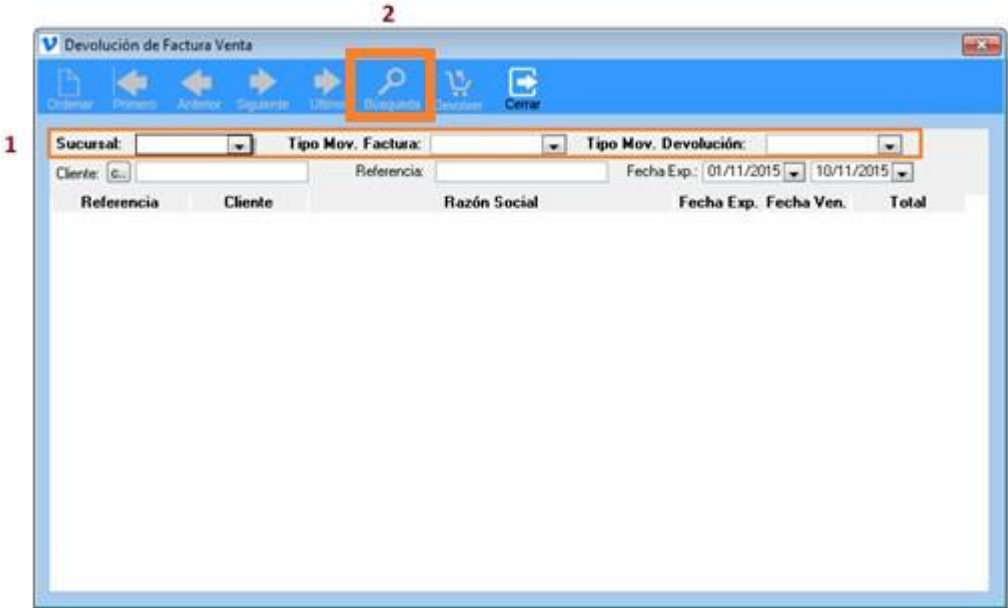 2
Devolución de Factura Venta
Ordenar Primero Anterior Siguiente Último Búsqueda Devolver Cerrar
1
Sucursal: Tipo Mov. Factura: Tipo Mov. Devolución:
Cliente: c.. Referencia: Fecha Exp.: 01/11/2015 10/11/2015
Referencia Cliente Razón Social Fecha Exp. Fecha Ven. Total